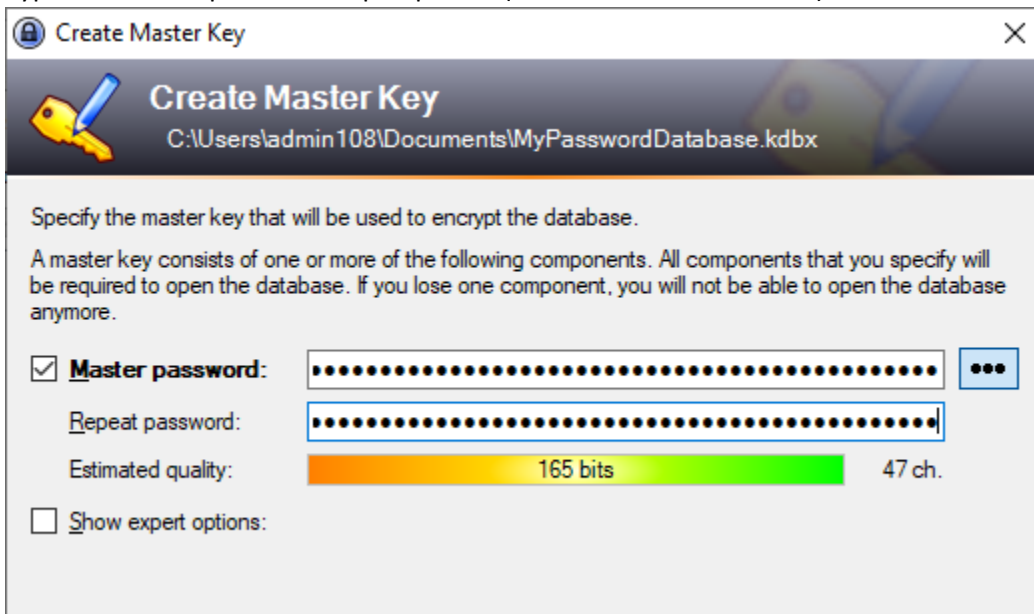 Create Master Key
Create Master Key
C:\Users\admin108\Documents\MyPasswordDatabase.kdbx
Specify the master key that will be used to encrypt the database.
A master key consists of one or more of the following components. All components that you specify will
be required to open the database. If you lose one component, you will not be able to open the database
anymore.
Master password:
Repeat password:
Estimated quality: 165 bits 47 ch.
Show expert options: